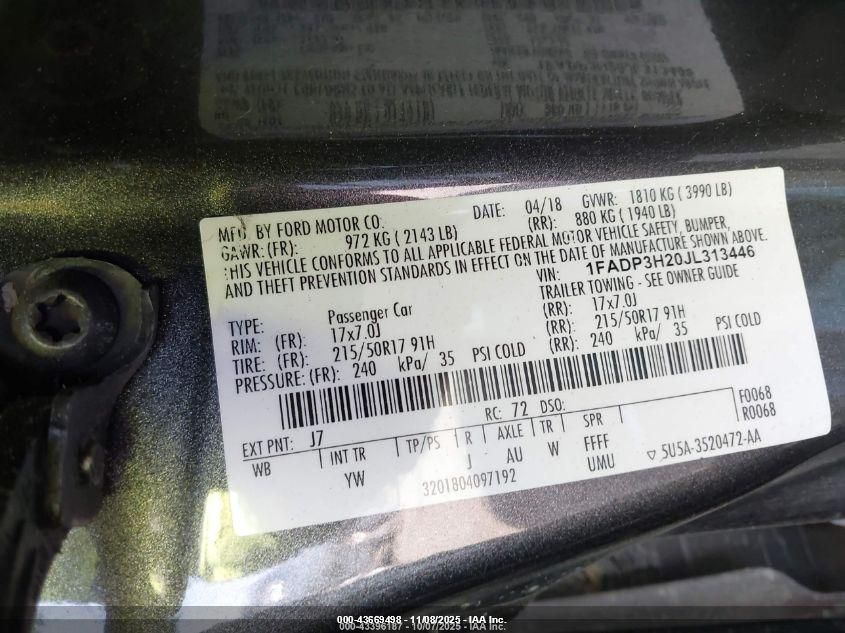 MFD. BY FORD MOTOR CO. DATE: 04/18 GVWR: 1810 KG ( 3990 LB)
GAWR: (FR) 972 KG ( 2143 LB) (RR): 880 KG ( 1940 LB)
THIS VEHICLE CONFORMS TO ALL APPLICABLE FEDERAL MOTOR VEHICLE SAFETY, BUMPER,
AND THEFT PREVENTION STANDARDS IN EFFECT ON THE DATE OF MANUFACTURE SHOWN ABOVE.
VIN: 1FADP3H20JL313446
TYPE: Passenger Car TRAILER TOWING - SEE OWNER GUIDE
RIM: (FR): 17x7.0J (RR): 17x7.0J
TIRE: (FR): 215/50R17 91H (RR): 215/50R17 91H
PRESSURE: (FR): 240 kPa/ 35 PSI COLD (RR): 240 kPa/ 35 PSI COLD
RC: 72 DSO: F0068
EXT PNT: J7 R0068
WB INT TR TP/PS R AXLE TR SPR
YW J AU W FFFF
UMU
3201804097192 ▽ 5U5A-3520472-AA
000-43669498 - 11/08/2025 - IAA Inc.
000-43396187 - 10/07/2025 - IAA Inc.